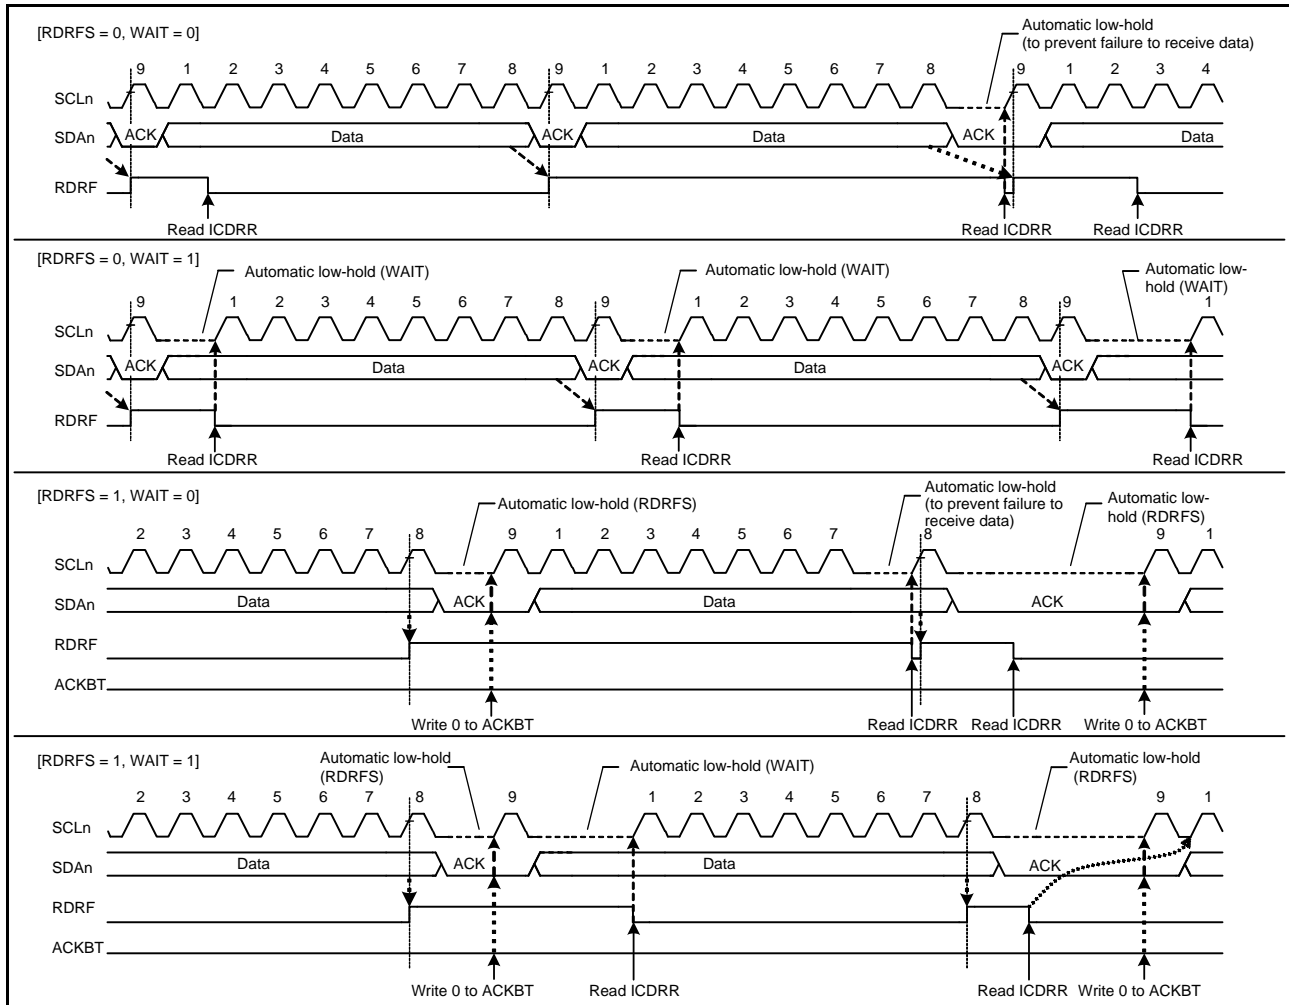 [RDRFS = 0, WAIT = 0]
Automatic low-hold
(to prevent failure to receive data)
9 1 2 3 4 5 6 7 8 9 1 2 3 4 5 6 7 8 9 1 2 3 4
SCLn
SDAn ACK Data ACK Data ACK Data
RDRF
Read ICDRR Read ICDRR Read ICDRR
[RDRFS = 0, WAIT = 1]
Automatic low-hold (WAIT) Automatic low-hold (WAIT) Automatic low-
hold (WAIT)
9 1 2 3 4 5 6 7 8 9 1 2 3 4 5 6 7 8 9 1
SCLn
SDAn ACK Data ACK Data ACK
RDRF
Read ICDRR Read ICDRR Read ICDRR
[RDRFS = 1, WAIT = 0]
Automatic low-hold (RDRFS)
Automatic low-hold
(to prevent failure to
receive data)
Automatic low-
hold (RDRFS)
2 3 4 5 6 7 8 9 1 2 3 4 5 6 7 8 9 1
SCLn
SDAn Data ACK Data ACK
RDRF
ACKBT
Write 0 to ACKBT Read ICDRR Read ICDRR Write 0 to ACKBT
[RDRFS = 1, WAIT = 1]
Automatic low-hold
(RDRFS)
Automatic low-hold (WAIT)
Automatic low-hold
(RDRFS)
2 3 4 5 6 7 8 9 1 2 3 4 5 6 7 8 9 1
SCLn
SDAn Data ACK Data ACK
RDRF
ACKBT
Write 0 to ACKBT Read ICDRR Read ICDRR Write 0 to ACKBT